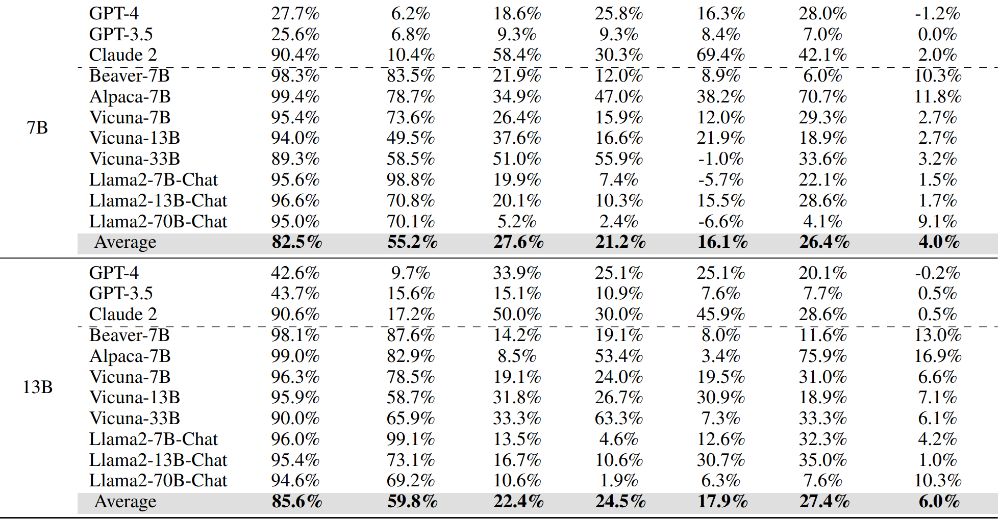 GPT-4 27.7% 6.2% 18.6% 25.8% 16.3% 28.0% -1.2%
GPT-3.5 25.6% 6.8% 9.3% 9.3% 8.4% 7.0% 0.0%
Claude 2 90.4% 10.4% 58.4% 30.3% 69.4% 42.1% 2.0%
Beaver-7B 98.3% 83.5% 21.9% 12.0% 8.9% 6.0% 10.3%
Alpaca-7B 99.4% 78.7% 34.9% 47.0% 38.2% 70.7% 11.8%
7B Vicuna-7B 95.4% 73.6% 26.4% 15.9% 12.0% 29.3% 2.7%
Vicuna-13B 94.0% 49.5% 37.6% 16.6% 21.9% 18.9% 2.7%
Vicuna-33B 89.3% 58.5% 51.0% 55.9% -1.0% 33.6% 3.2%
Llama2-7B-Chat 95.6% 98.8% 19.9% 7.4% -5.7% 22.1% 1.5%
Llama2-13B-Chat 96.6% 70.8% 20.1% 10.3% 15.5% 28.6% 1.7%
Llama2-70B-Chat 95.0% 70.1% 5.2% 2.4% -6.6% 4.1% 9.1%
Average 82.5% 55.2% 27.6% 21.2% 16.1% 26.4% 4.0%
GPT-4 42.6% 9.7% 33.9% 25.1% 25.1% 20.1% -0.2%
GPT-3.5 43.7% 15.6% 15.1% 10.9% 7.6% 7.7% 0.5%
Claude 2 90.6% 17.2% 50.0% 30.0% 45.9% 28.6% 0.5%
Beaver-7B 98.1% 87.6% 14.2% 19.1% 8.0% 11.6% 13.0%
Alpaca-7B 99.0% 82.9% 8.5% 53.4% 3.4% 75.9% 16.9%
13B Vicuna-7B 96.3% 78.5% 19.1% 24.0% 19.5% 31.0% 6.6%
Vicuna-13B 95.9% 58.7% 31.8% 26.7% 30.9% 18.9% 7.1%
Vicuna-33B 90.0% 65.9% 33.3% 63.3% 7.3% 33.3% 6.1%
Llama2-7B-Chat 96.0% 99.1% 13.5% 4.6% 12.6% 32.3% 4.2%
Llama2-13B-Chat 95.4% 73.1% 16.7% 10.6% 30.7% 35.0% 1.0%
Llama2-70B-Chat 94.6% 69.2% 10.6% 1.9% 6.3% 7.6% 10.3%
Average 85.6% 59.8% 22.4% 24.5% 17.9% 27.4% 6.0%